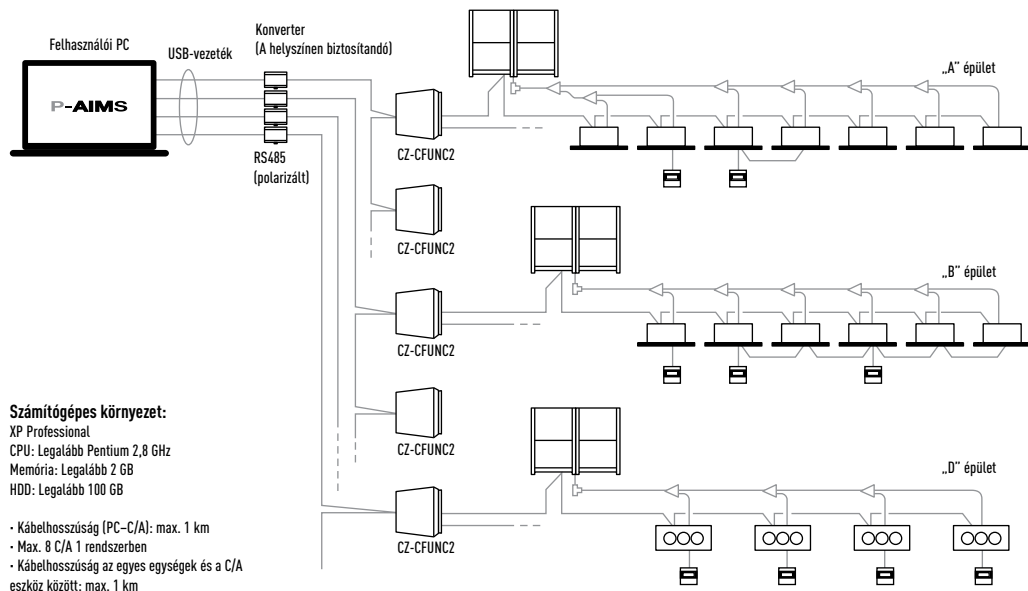 Felhasználói PC
P-AIMS
USB-vezeték
Konverter
(A helyszínen biztosítandó)
RS485
(polarizált)
CZ-CFUNC2
„A” épület
CZ-CFUNC2
CZ-CFUNC2
„B” épület
CZ-CFUNC2
CZ-CFUNC2
„D” épület
Számítógépes környezet:
XP Professional
CPU: Legalább Pentium 2,8 GHz
Memória: Legalább 2 GB
HDD: Legalább 100 GB
· Kábelhosszúság (PC–C/A): max. 1 km
· Max. 8 C/A 1 rendszerben
· Kábelhosszúság az egyes egységek és a C/A
eszköz között: max. 1 km